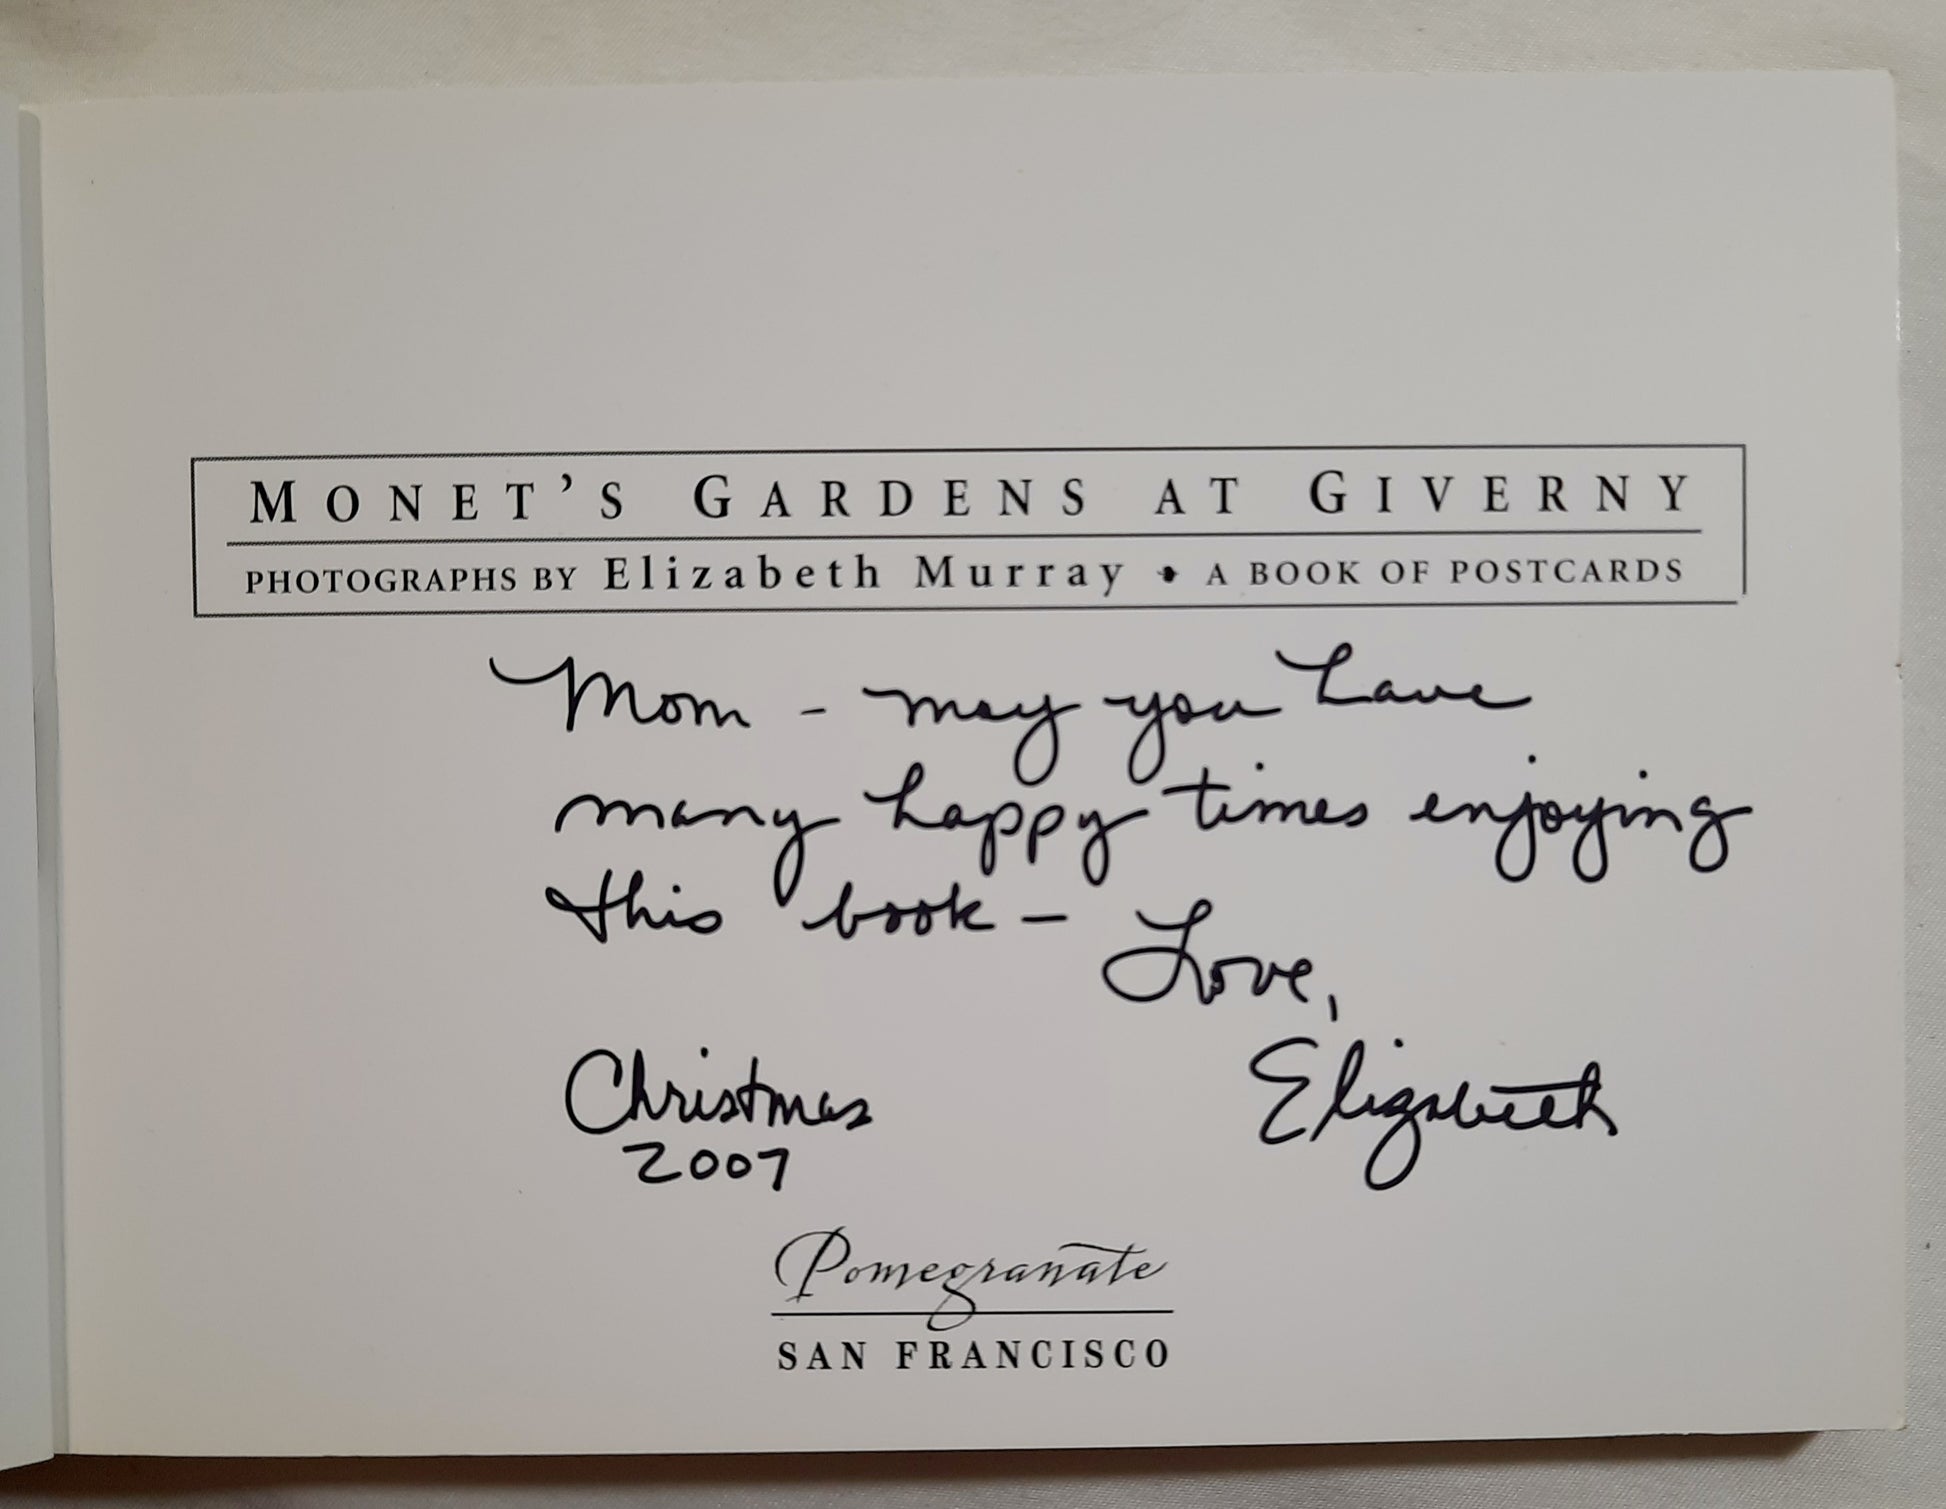 MONET'S GARDENS AT GIVERNY
PHOTOGRAPHS BY Elizabeth Murray • A BOOK OF POSTCARDS
Mom - may you have
many happy times enjoying
this book - Love,
Elizabeth
Christmas
2007
Pomegranate
SAN FRANCISCO